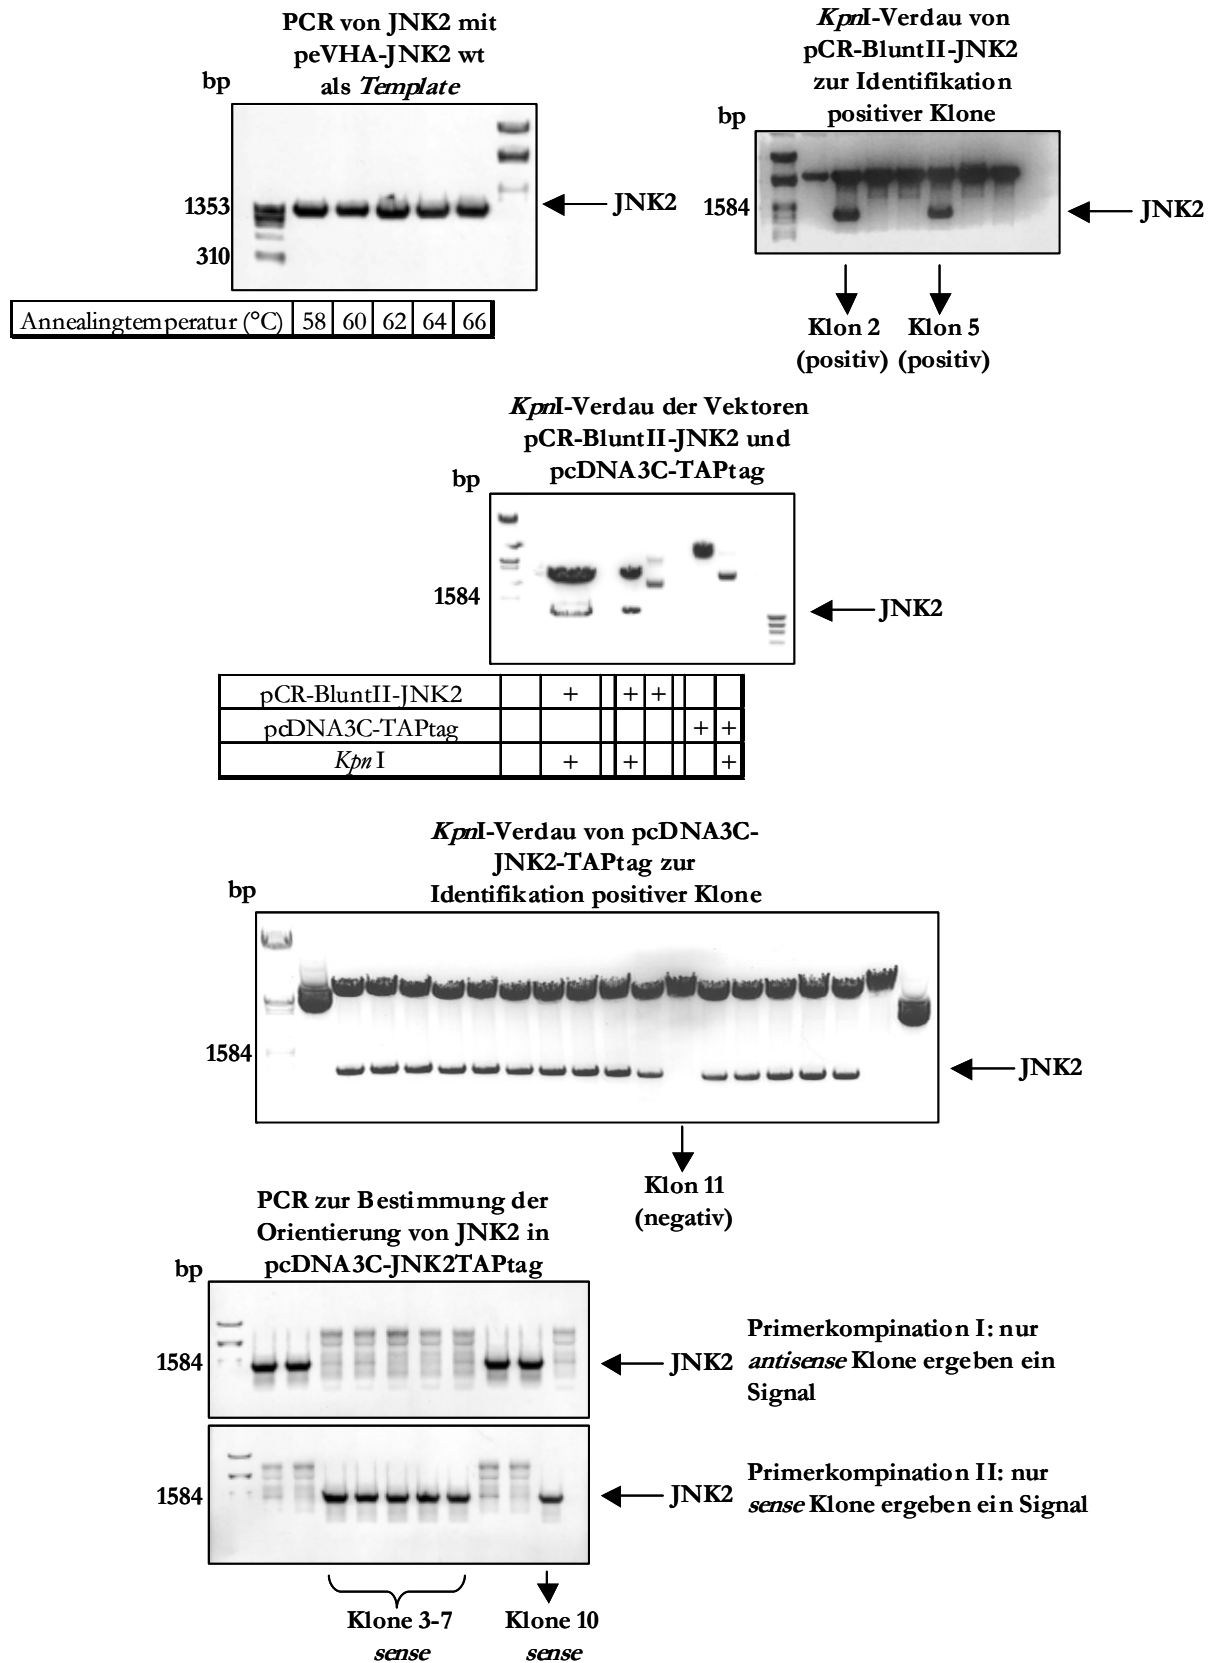 PCR von JNK2 mit
peVHA-JNK2 wt
als Template
bp
1353
310
JNK2
Annealingtemperatur (°C) 58 60 62 64 66
KpnI-Verdau von
pCR-BluntII-JNK2
zur Identifikation
positiver Klone
bp
1584
JNK2
Klon 2 Klon 5
(positiv) (positiv)
KpnI-Verdau der Vektoren
pCR-BluntII-JNK2 und
pcDNA3C-TAPtag
bp
1584
JNK2
pCR-BluntII-JNK2 + + +
pcDNA3C-TAPtag + +
Kpn I + + +
KpnI-Verdau von pcDNA3C-
JNK2-TAPtag zur
Identifikation positiver Klone
bp
1584
JNK2
Klon 11
(negativ)
PCR zur Bestimmung der
Orientierung von JNK2 in
pcDNA3C-JNK2TAPtag
bp
1584
JNK2
Primerkompination I: nur
antisense Klone ergeben ein
Signal
1584
JNK2
Primerkompination II: nur
sense Klone ergeben ein Signal
Klone 3-7 Klone 10
sense sense